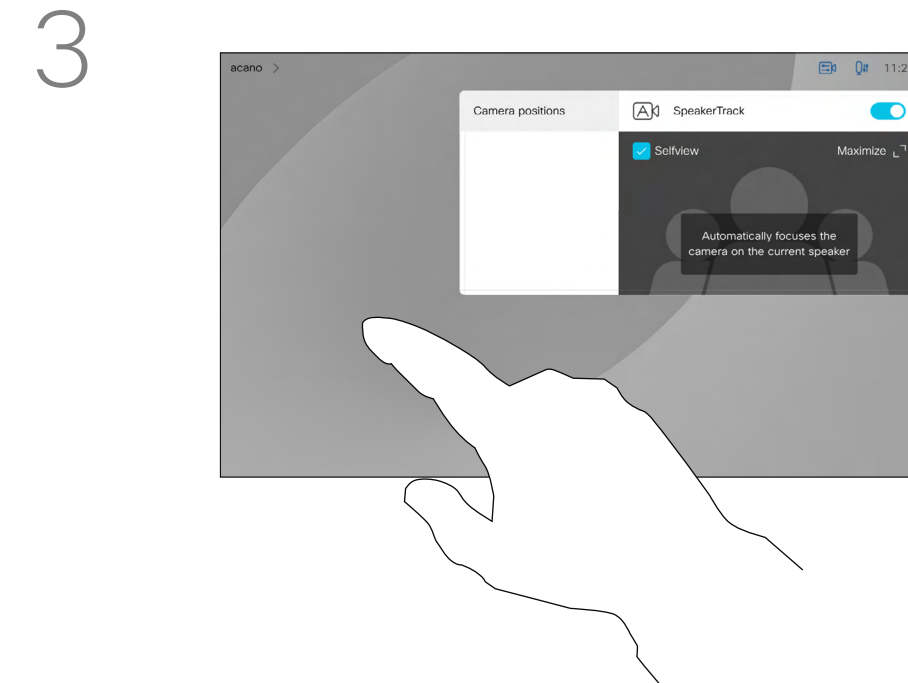 3
acano >
11:2
Camera positions
SpeakerTrack
Selfview
Maximize
Automatically focuses the
camera on the current speaker